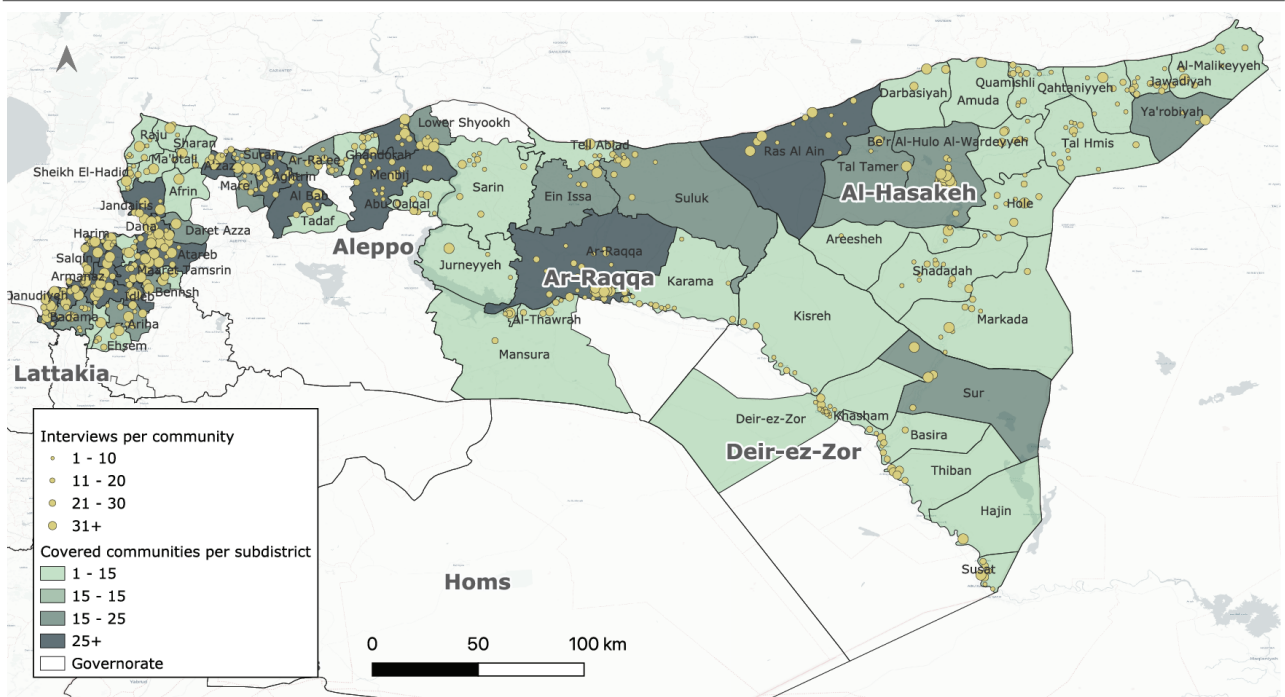 Al-Malikeyyeh
Quamishli
Jawadiyah
Qahtaniyyeh
Darbasiyah
Amuda
Ya'robiyah
Lower Shyookh
Raju
Sharan
Be'r Al-Hulo Al-Wardeyyeh
Tal Hmis
Tell Abiad
Ras Al Ain
Suran
Ar-Ra'ee
Ghandorah
Ma'btall
A'zaz
Aghtrin
Menbij
Tal Tamer
Sheikh El-Hadid
Mare
Sarin
Afrin
Al Bab
Ein Issa
Suluk
Al-Hasakeh
Jandairis
Abu Qalqal
Hole
Tadaf
Dana
Daret Azza
Harim
Aleppo
Ar-Raqqa
Areesheh
Salqin
Atareb
Jurneyyeh
Armanaz
Maaret Tamsrin
Ar-Raqqa
Karama
Shadadah
Janudiyeh
Idleb
Bennsh
Kisreh
Markada
Badama
Ariha
Al-Thawrah
Ehsem
Mansura
Lattakia
Sur
Deir-ez-Zor
Khasham
Basira
Deir-ez-Zor
Thiban
Hajin
Susat
Homs
Interviews per community
1 - 10
11 - 20
21 - 30
31+
Covered communities per subdistrict
1 - 15
15 - 15
15 - 25
25+
Governorate
0 50 100 km